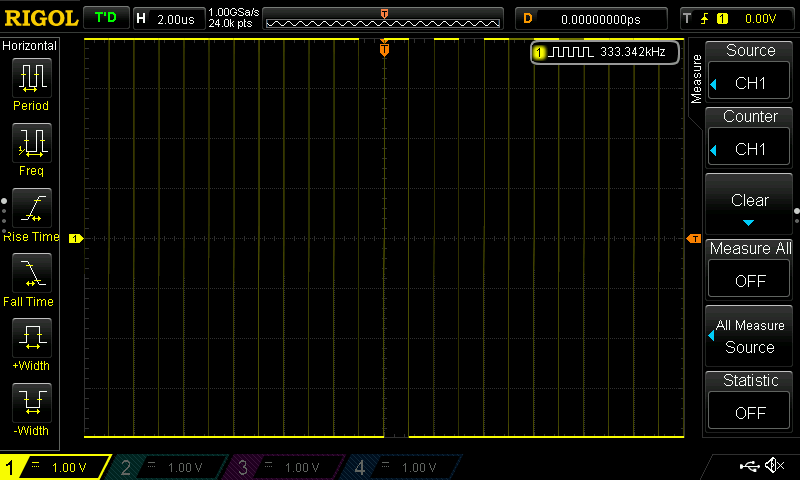 RIGOL T'D H 2.00us 1.00GSa/s 24.0k pts D 0.00000000ps T 1 0.00V
Horizontal
Period
Freq
Rise Time
Fall Time
+Width
-Width
T
1 333.342kHz
1
T
Measure
Source
CH1
Counter
CH1
Clear
Measure All
OFF
All Measure
Source
Statistic
OFF
1 = 1.00 V 2 = 1.00 V 3 = 1.00 V 4 = 1.00 V